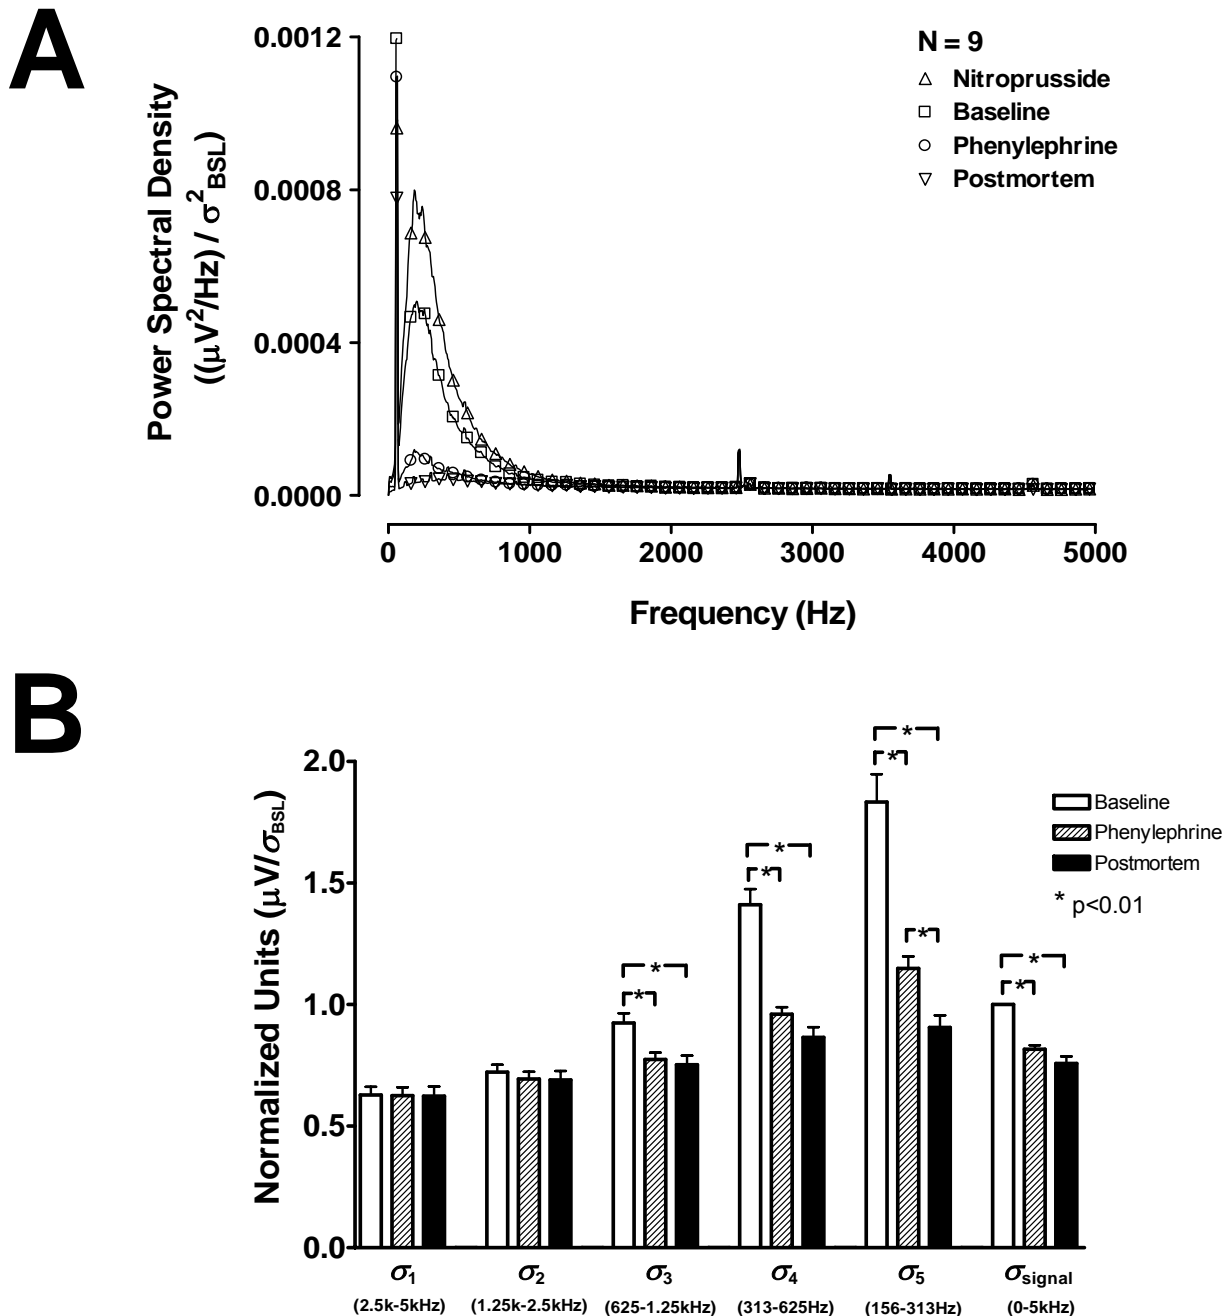 A
Power Spectral Density
((μV²/Hz) / σ²BSL)
0.0012
0.0008
0.0004
0.0000
N = 9
Nitroprusside
Baseline
Phenylephrine
Postmortem
0 1000 2000 3000 4000 5000
Frequency (Hz)
B
Normalized Units (μV/σBSL)
2.0
1.5
1.0
0.5
0.0
* *
* *
* *
* * *
* *
Baseline
Phenylephrine
Postmortem
* p<0.01
σ1 σ2 σ3 σ4 σ5 σsignal
(2.5k-5kHz) (1.25k-2.5kHz) (625-1.25kHz) (313-625Hz) (156-313Hz) (0-5kHz)